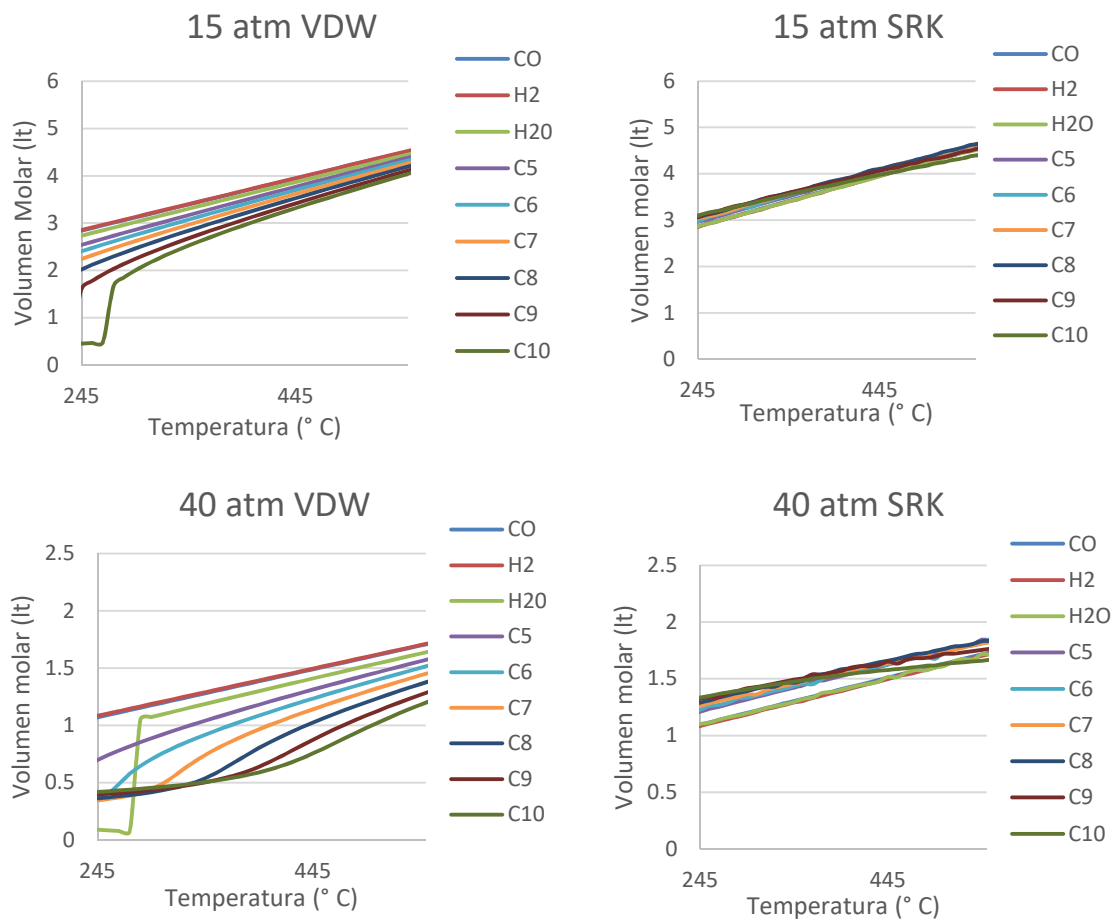 15 atm VDW
Volumen Molar (lt)
6
5
4
3
2
1
0
245
445
Temperatura (° C)
CO
H2
H20
C5
C6
C7
C8
C9
C10
15 atm SRK
Volumen molar (lt)
6
5
4
3
2
1
0
245
445
Temperatura (° C)
CO
H2
H2O
C5
C6
C7
C8
C9
C10
40 atm VDW
Volumen molar (lt)
2.5
2
1.5
1
0.5
0
245
445
Temperatura (° C)
CO
H2
H20
C5
C6
C7
C8
C9
C10
40 atm SRK
Volumen molar (lt)
2.5
2
1.5
1
0.5
0
245
445
Temperatura (° C)
CO
H2
H2O
C5
C6
C7
C8
C9
C10